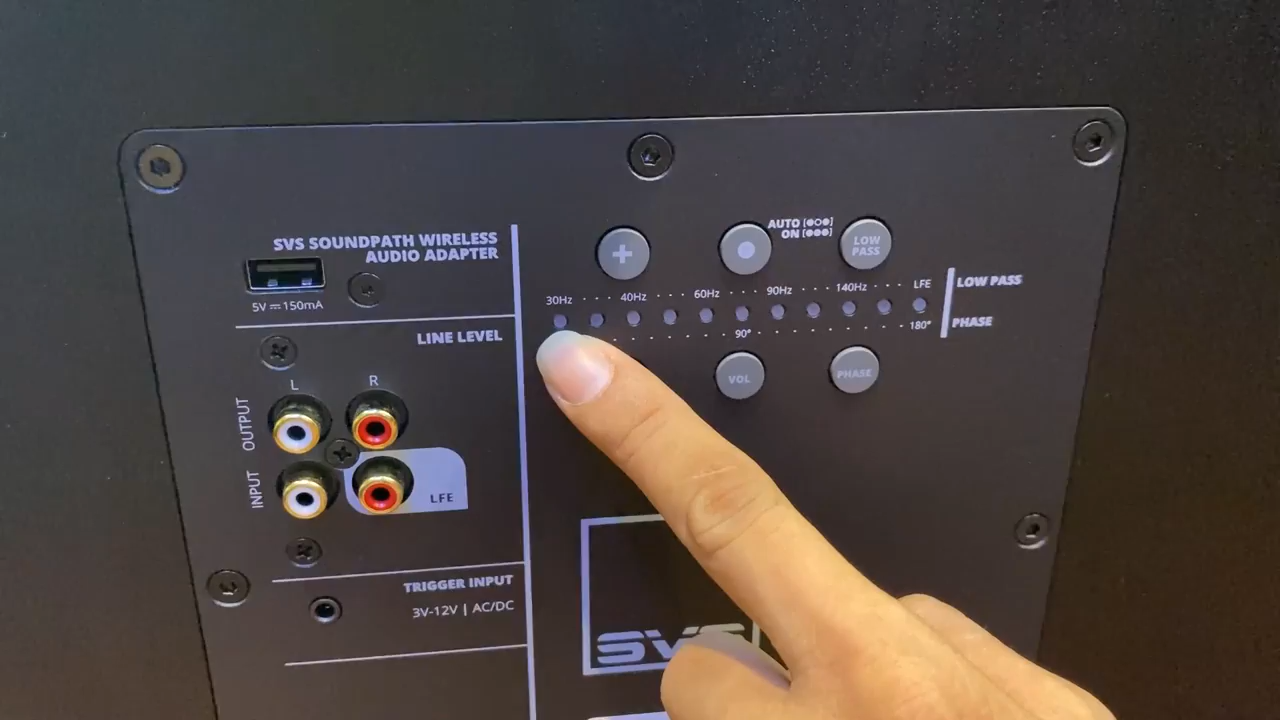 SVS SOUNDPATH WIRELESS
AUDIO ADAPTER
5V⎓150mA
LINE LEVEL
L R
OUTPUT
INPUT
LFE
TRIGGER INPUT
3V-12V | AC/DC
+
AUTO [●○●]
ON [●●●]
LOW
PASS
30Hz 40Hz 60Hz 90Hz 140Hz LFE
LOW PASS
90° 180°
PHASE
VOL
PHASE
SVS